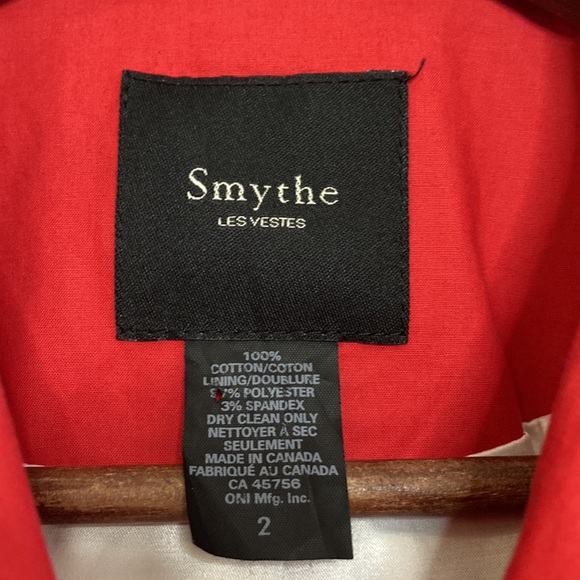 Smythe
LES VESTES
100%
COTTON/COTON
LINING/DOUBLURE
97% POLYESTER
3% SPANDEX
DRY CLEAN ONLY
NETTOYER À SEC
SEULEMENT
MADE IN CANADA
FABRIQUÉ AU CANADA
CA 45756
ONI Mfg. Inc.
2